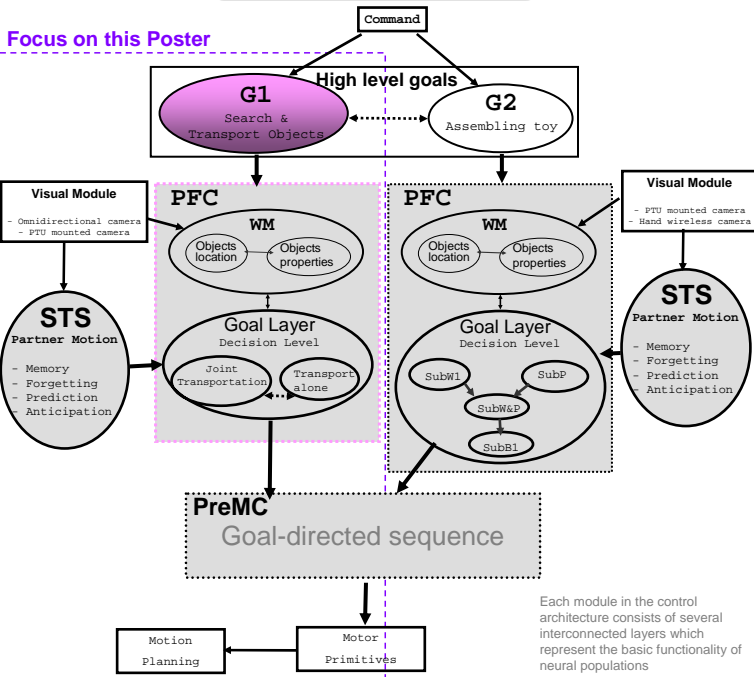 Command
Focus on this Poster
High level goals
G1
Search &
Transport Objects
G2
Assembling toy
Visual Module
- Omnidirectional camera
- PTU mounted camera
PFC
WM
Objects
location
Objects
properties
Goal Layer
Decision Level
Joint
Transportation
Transport
alone
STS
Partner Motion
- Memory
- Forgetting
- Prediction
- Anticipation
PFC
WM
Objects
location
Objects
properties
Goal Layer
Decision Level
SubW1
SubP
SubW&P
SubB1
Visual Module
- PTU mounted camera
- Hand wireless camera
STS
Partner Motion
- Memory
- Forgetting
- Prediction
- Anticipation
PreMC
Goal-directed sequence
Motion
Planning
Motor
Primitives
Each module in the control
architecture consists of several
interconnected layers which
represent the basic functionality of
neural populations